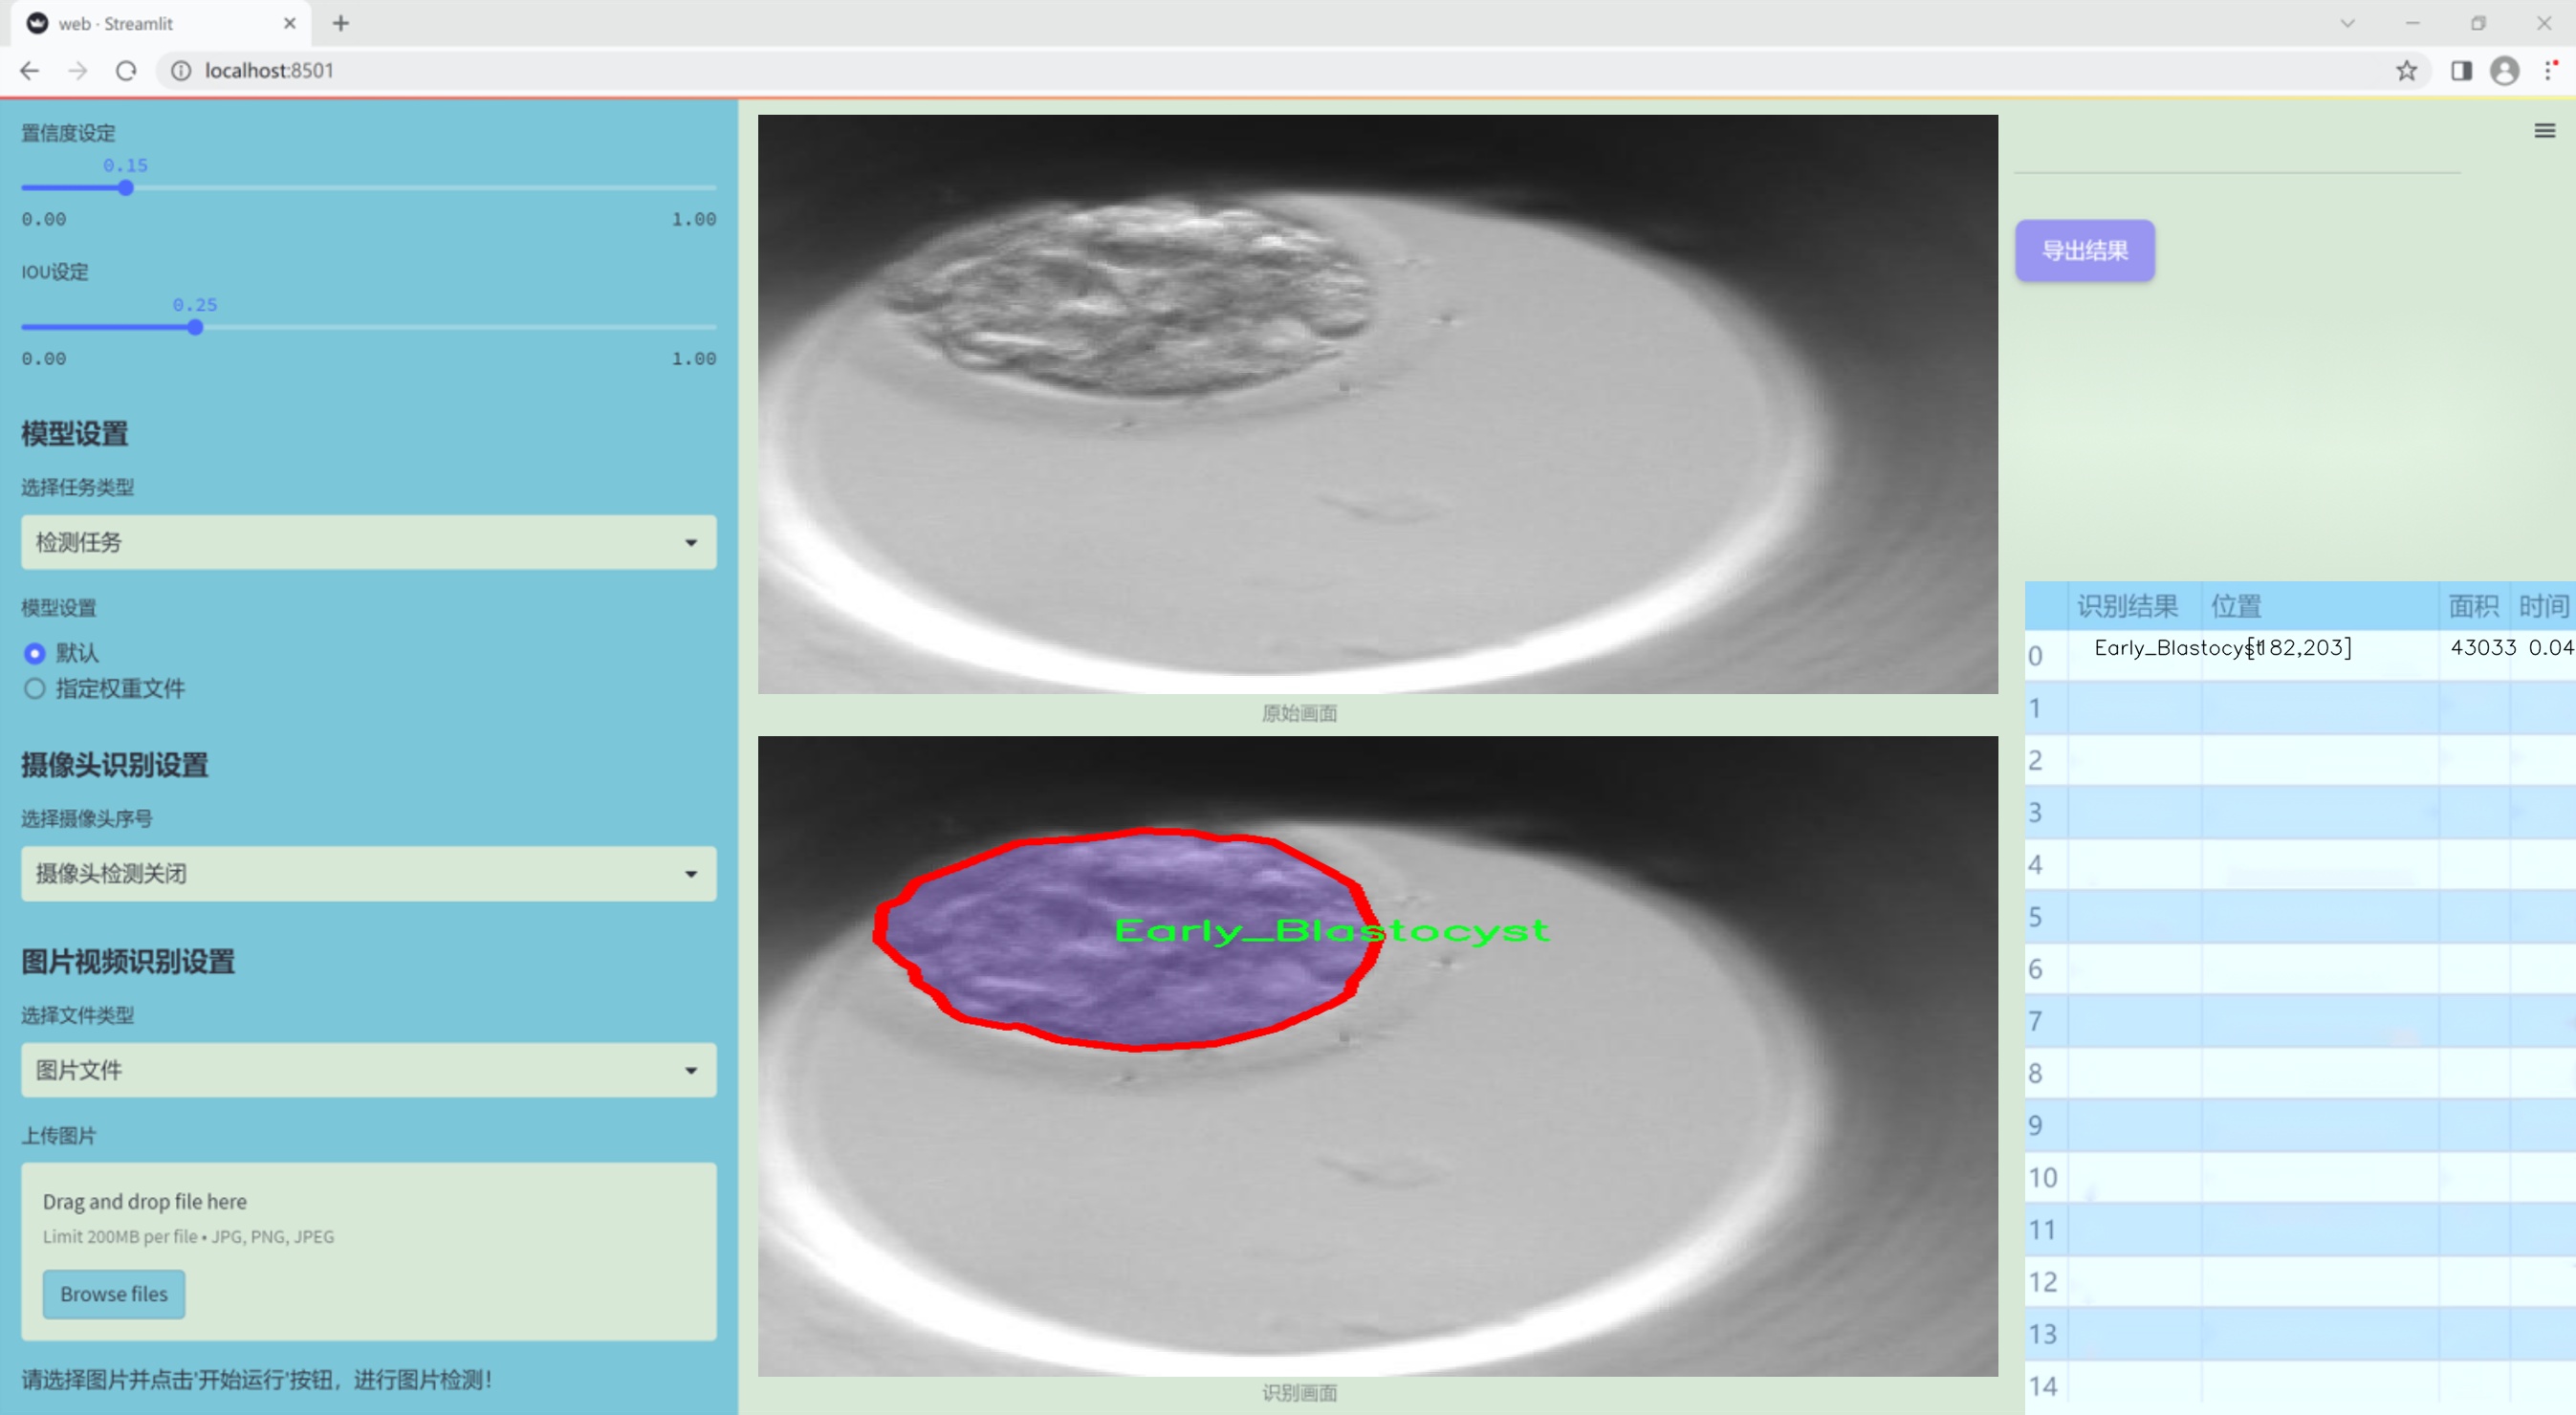 web · Streamlit
localhost:8501
置信度设定
0.15
0.00 1.00
IOU设定
0.25
0.00 1.00
模型设置
选择任务类型
检测任务
模型设置
默认
指定权重文件
摄像头识别设置
选择摄像头序号
摄像头检测关闭
图片视频识别设置
选择文件类型
图片文件
上传图片
Drag and drop file here
Limit 200MB per file • JPG, PNG, JPEG
Browse files
请选择图片并点击'开始运行'按钮，进行图片检测！
原始画面
Early_Blastocyst
识别画面
导出结果
识别结果 位置 面积 时间
0 Early_Blastocyst [182,203] 43033 0.04
1
2
3
4
5
6
7
8
9
10
11
12
13
14